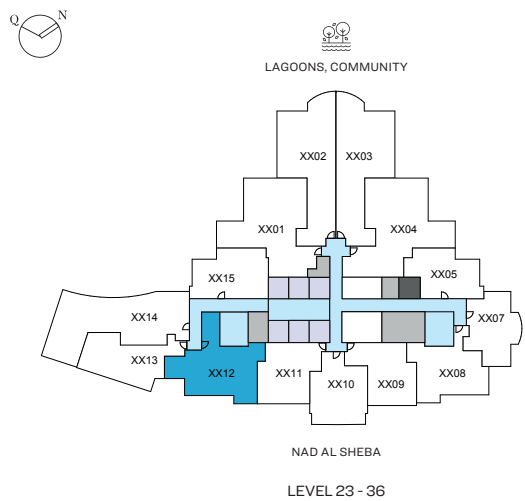 Q N
LAGOONS, COMMUNITY
XX02 XX03
XX01 XX04
XX15 XX05
XX14 XX07
XX13 XX12 XX11 XX10 XX09 XX08
NAD AL SHEBA
LEVEL 23 - 36